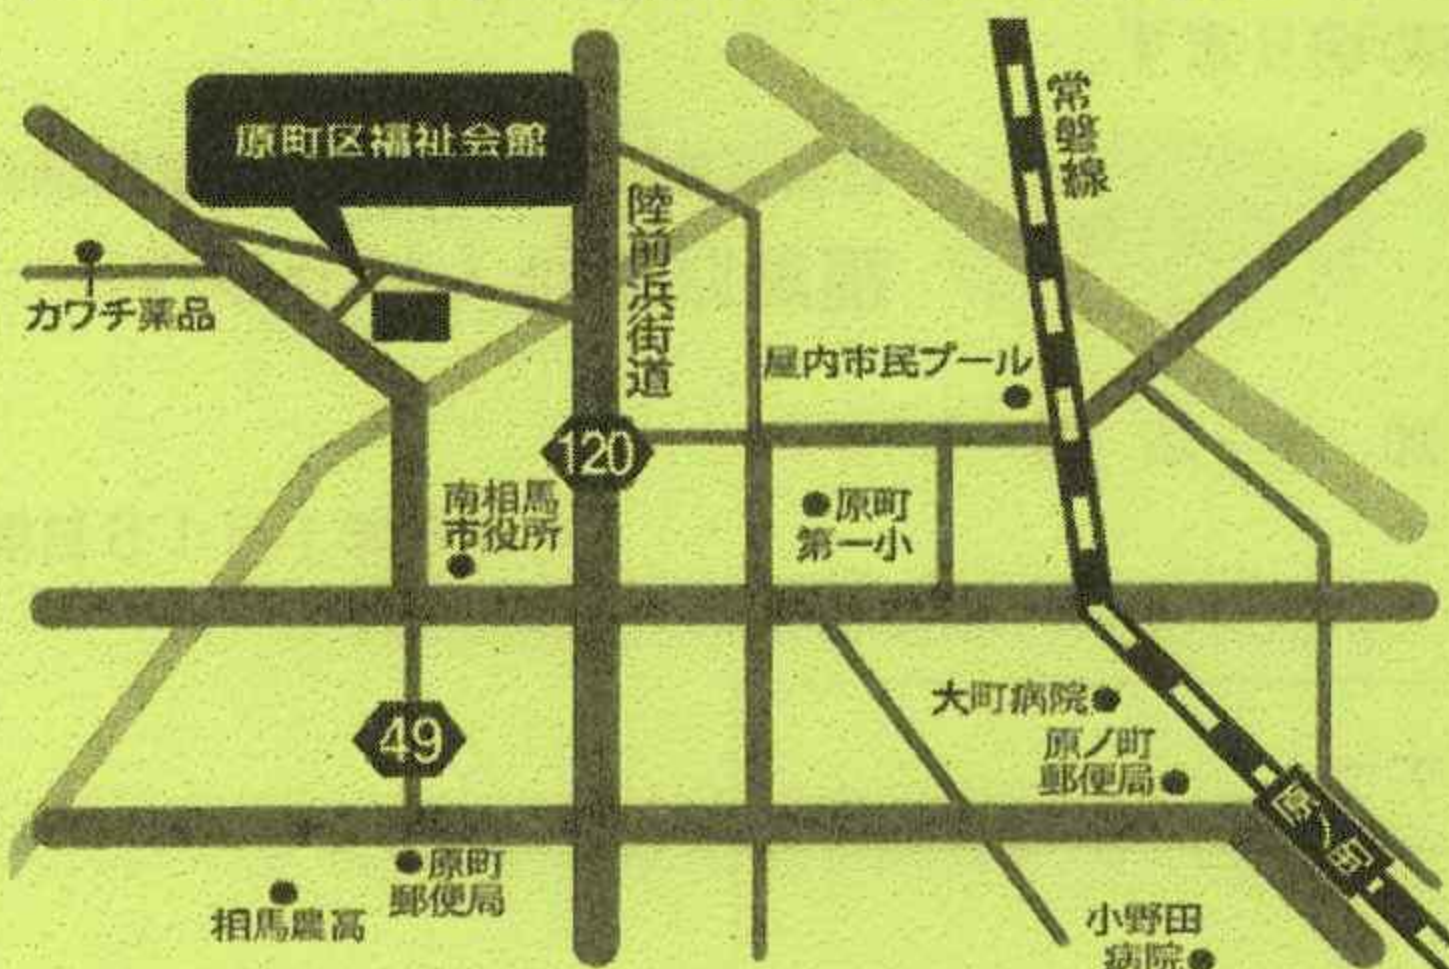 原町区福祉会館
常磐線
陸前浜街道
カワチ薬品
屋内市民プール
120
南相馬
市役所
原町
第一小
49
大町病院
原ノ町
郵便局
原ノ町
原町
郵便局
相馬農高
小野田
病院